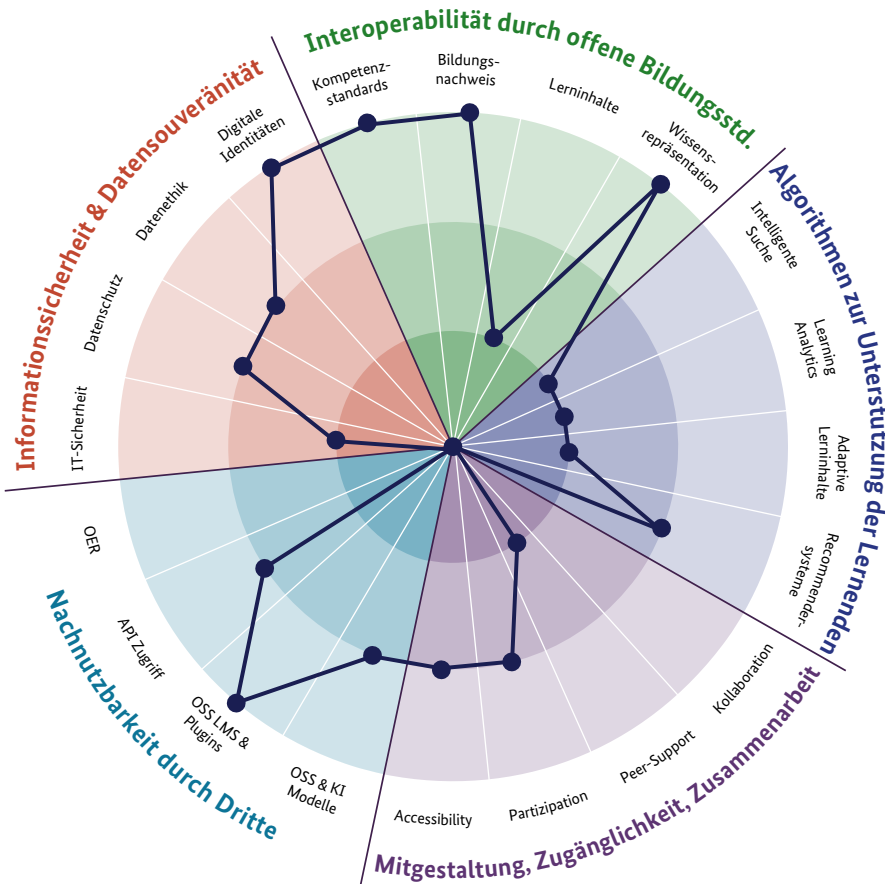 Interoperabilität durch offene Bildungsstd.
Kompetenz-
standards
Bildungs-
nachweis
Lerninhalte
Wissens-
repräsentation
Algorithmen zur Unterstützung der Lernenden
Intelligente
Suche
Learning
Analytics
Adaptive
Lerninhalte
Recommender-
systeme
Mitgestaltung, Zugänglichkeit, Zusammenarbeit
Kollaboration
Peer-Support
Partizipation
Accessibility
Nachnutzbarkeit durch Dritte
OSS & KI
Modelle
OSS LMS &
Plugins
API Zugriff
OER
Informationssicherheit & Datensouveränität
IT-Sicherheit
Datenschutz
Datenethik
Digitale
Identitäten